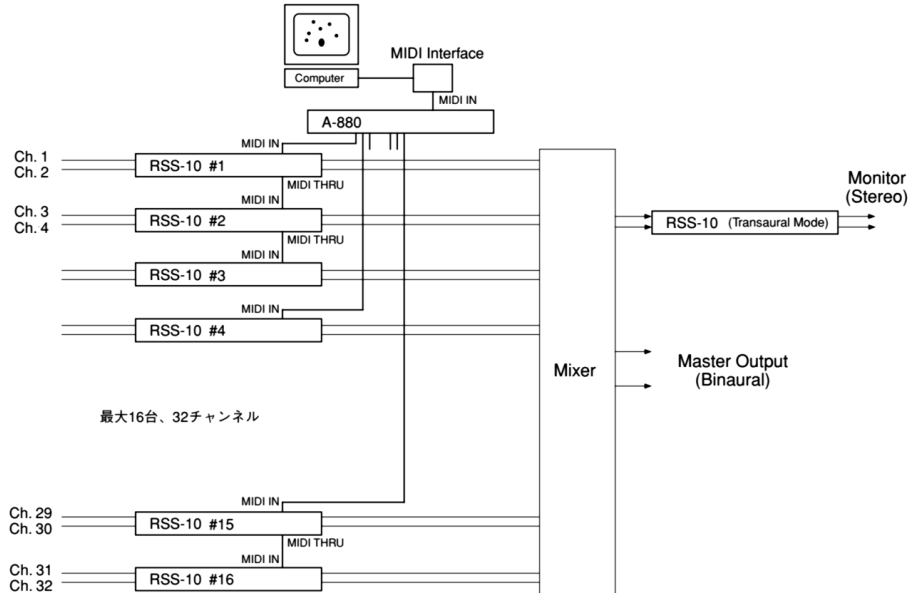 MIDI Interface
Computer
MIDI IN
A-880
MIDI IN
Ch. 1
Ch. 2
RSS-10 #1
MIDI THRU
MIDI IN
Ch. 3
Ch. 4
RSS-10 #2
MIDI THRU
MIDI IN
RSS-10 #3
MIDI IN
RSS-10 #4
最大16台、32チャンネル
MIDI IN
Ch. 29
Ch. 30
RSS-10 #15
MIDI THRU
MIDI IN
Ch. 31
Ch. 32
RSS-10 #16
Mixer
Monitor
(Stereo)
RSS-10 (Transaural Mode)
Master Output
(Binaural)